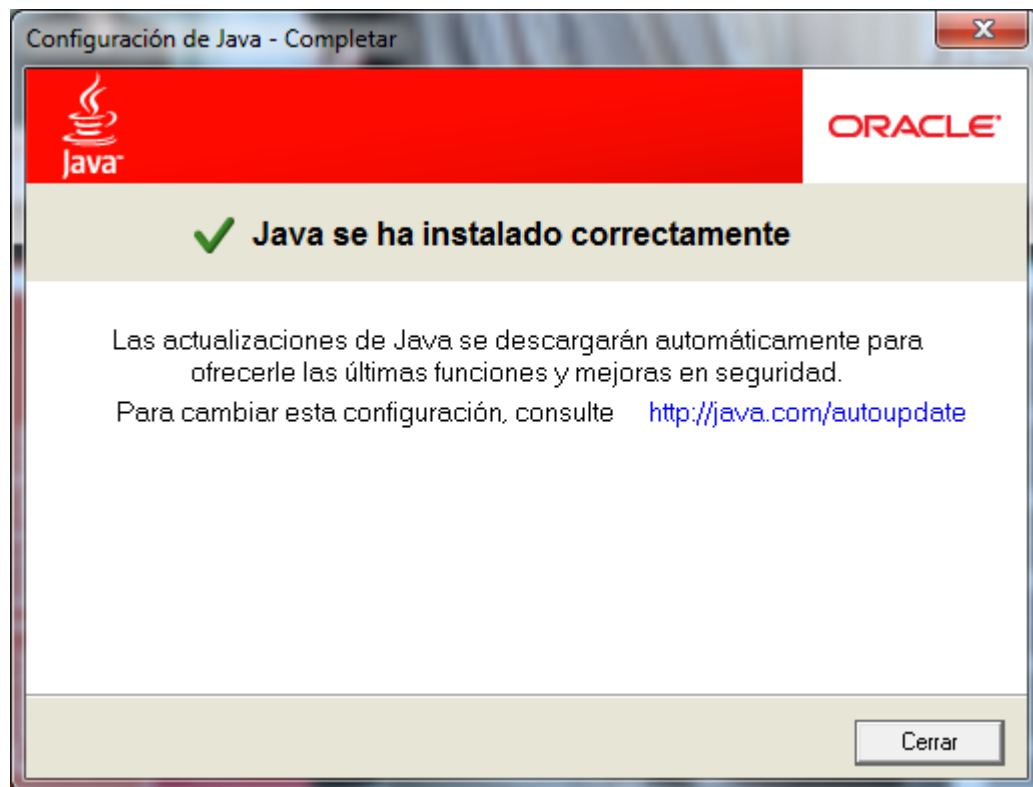 Configuración de Java - Completar
Java
ORACLE
Java se ha instalado correctamente
Las actualizaciones de Java se descargarán automáticamente para
ofrecerle las últimas funciones y mejoras en seguridad.
Para cambiar esta configuración, consulte http://java.com/autoupdate
Cerrar